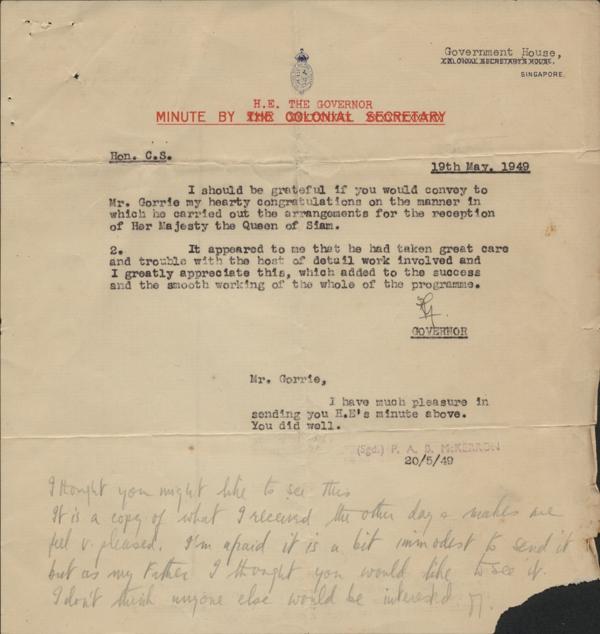 Government House,
COLONIAL SECRETARY'S HOUSE.
SINGAPORE.
H.E. THE GOVERNOR
MINUTE BY THE COLONIAL SECRETARY
Hon. C.S.
19th May, 1949
I should be grateful if you would convey to
Mr. Gorrie my hearty congratulations on the manner in
which he carried out the arrangements for the reception
of Her Majesty the Queen of Siam.
2. It appeared to me that he had taken great care
and trouble with the host of detail work involved and
I greatly appreciate this, which added to the success
and the smooth working of the whole of the programme.
GOVERNOR
Mr. Gorrie,
I have much pleasure in
sending you H.E's minute above.
You did well.
(Sgd.) P. A. B. McKERRON
20/5/49
I thought you might like to see this
It is a copy of what I received the other day & makes me
feel v. pleased. I'm afraid it is a bit immodest to send it
but as my Father I thought you would like to see it.
I don't think anyone else would be interested